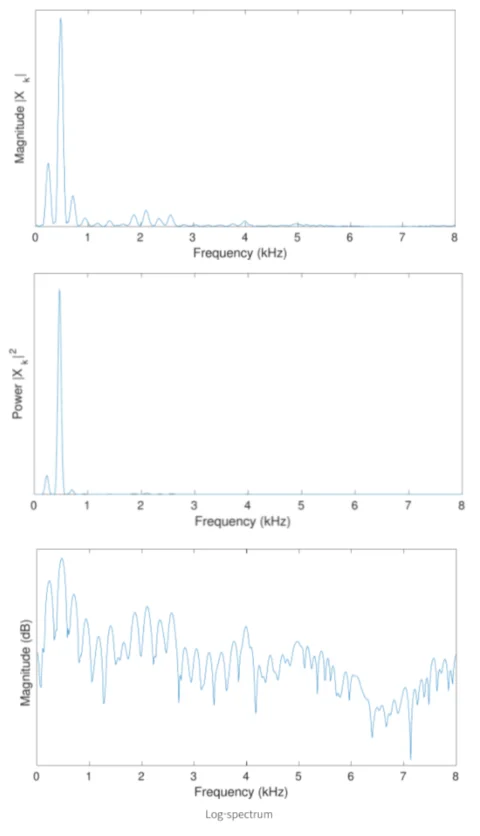 Magnitude |X k|
0 1 2 3 4 5 6 7 8
Frequency (kHz)
Power |X k|2
0 1 2 3 4 5 6 7 8
Frequency (kHz)
Magnitude (dB)
0 1 2 3 4 5 6 7 8
Frequency (kHz)
Log-spectrum